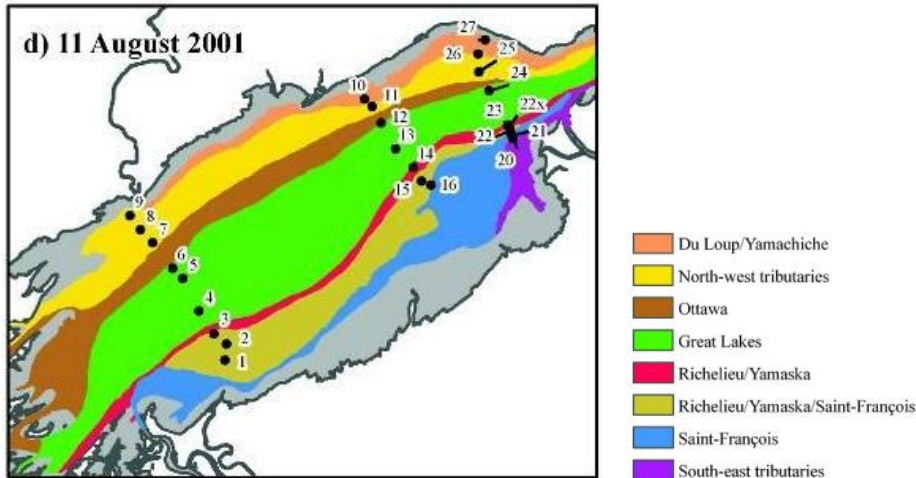 d) 11 August 2001
27
26
25
24
10
11
12
13
14
15
16
23
22x
22
21
20
9
8
7
6
5
4
3
2
1
Du Loup/Yamachiche
North-west tributaries
Ottawa
Great Lakes
Richelieu/Yamaska
Richelieu/Yamaska/Saint-François
Saint-François
South-east tributaries